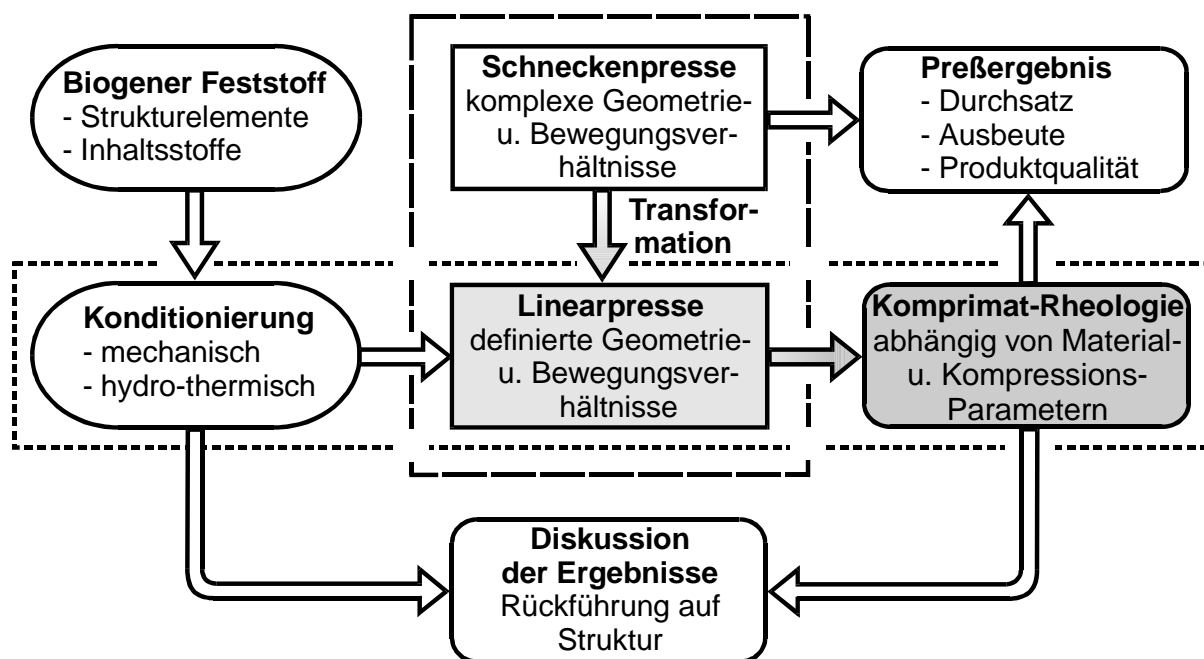 Biogener Feststoff
- Strukturelemente
- Inhaltsstoffe
Schneckenpresse
komplexe Geometrie-
u. Bewegungsver-
hältnisse
Preßergebnis
- Durchsatz
- Ausbeute
- Produktqualität
Transfor-
mation
Konditionierung
- mechanisch
- hydro-thermisch
Linearpresse
definierte Geometrie-
u. Bewegungsver-
hältnisse
Komprimat-Rheologie
abhängig von Material-
u. Kompressions-
Parametern
Diskussion
der Ergebnisse
Rückführung auf
Struktur